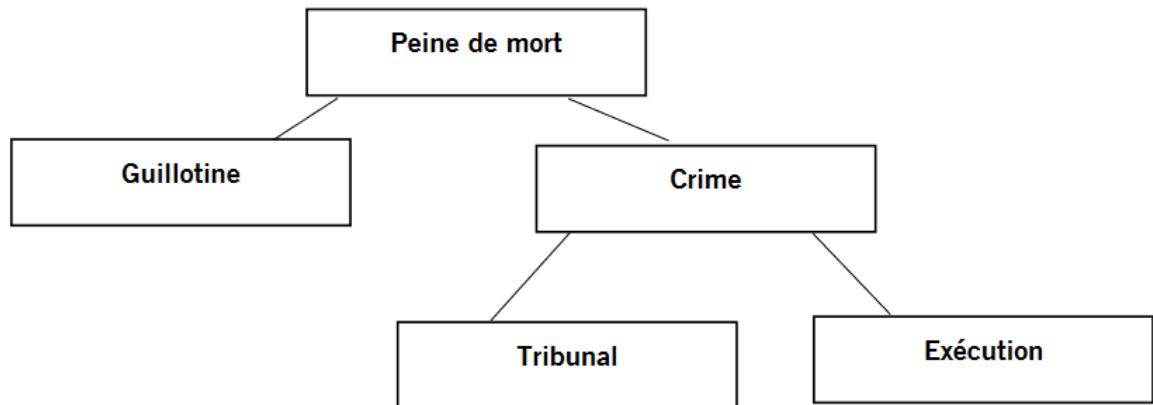 Peine de mort
Guillotine
Crime
Tribunal
Exécution